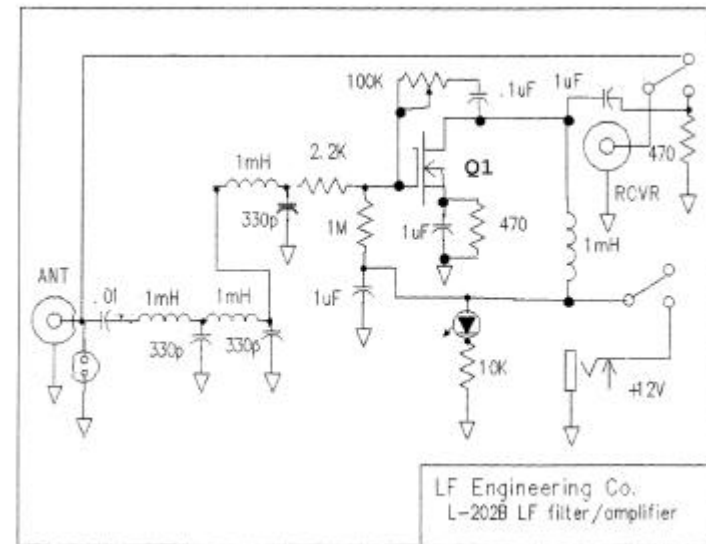 100K
.1uF
1uF
2.2K
Q1
470
1mH
RCVR
330p
1M
1uF
470
1mH
ANT
.01
1mH
1mH
1uF
330p
330p
10K
+12V
LF Engineering Co.
L-202B LF filter/amplifier